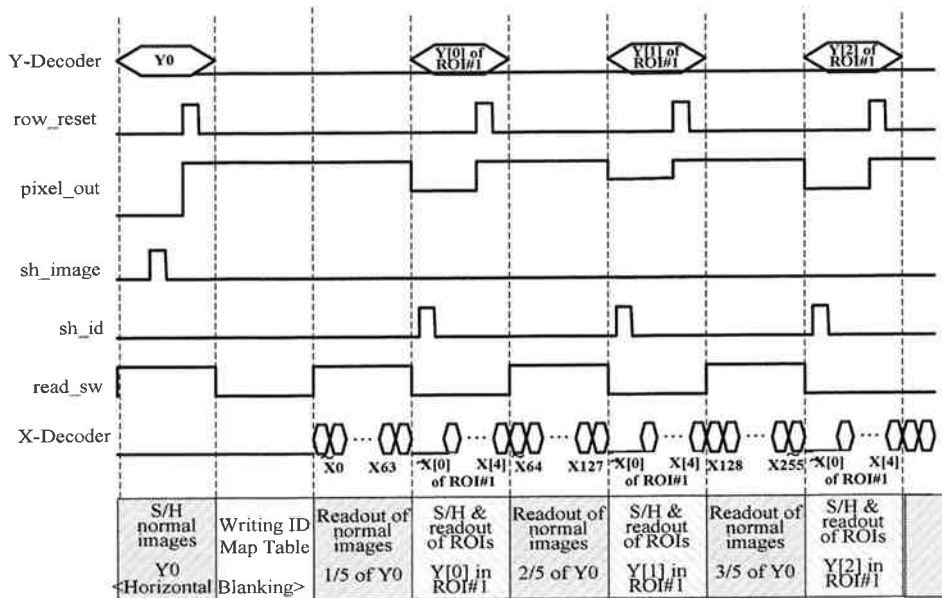 Y-Decoder
Y0
Y[0] of
ROI#1
Y[1] of
ROI#1
Y[2] of
ROI#1
row_reset
pixel_out
sh_image
sh_id
read_sw
X-Decoder
X0 X63 X[0] X[4] X64 X127 X[0] X[4] X128 X255 X[0] X[4]
of ROI#1 of ROI#1 of ROI#1
S/H
normal
images
Y0
<Horizontal
Writing ID
Map Table
Blanking>
Readout of
normal
images
1/5 of Y0
S/H &
readout
of ROIs
Y[0] in
ROI#1
Readout of
normal
images
2/5 of Y0
S/H &
readout
of ROIs
Y[1] in
ROI#1
Readout of
normal
images
3/5 of Y0
S/H &
readout
of ROIs
Y[2] in
ROI#1